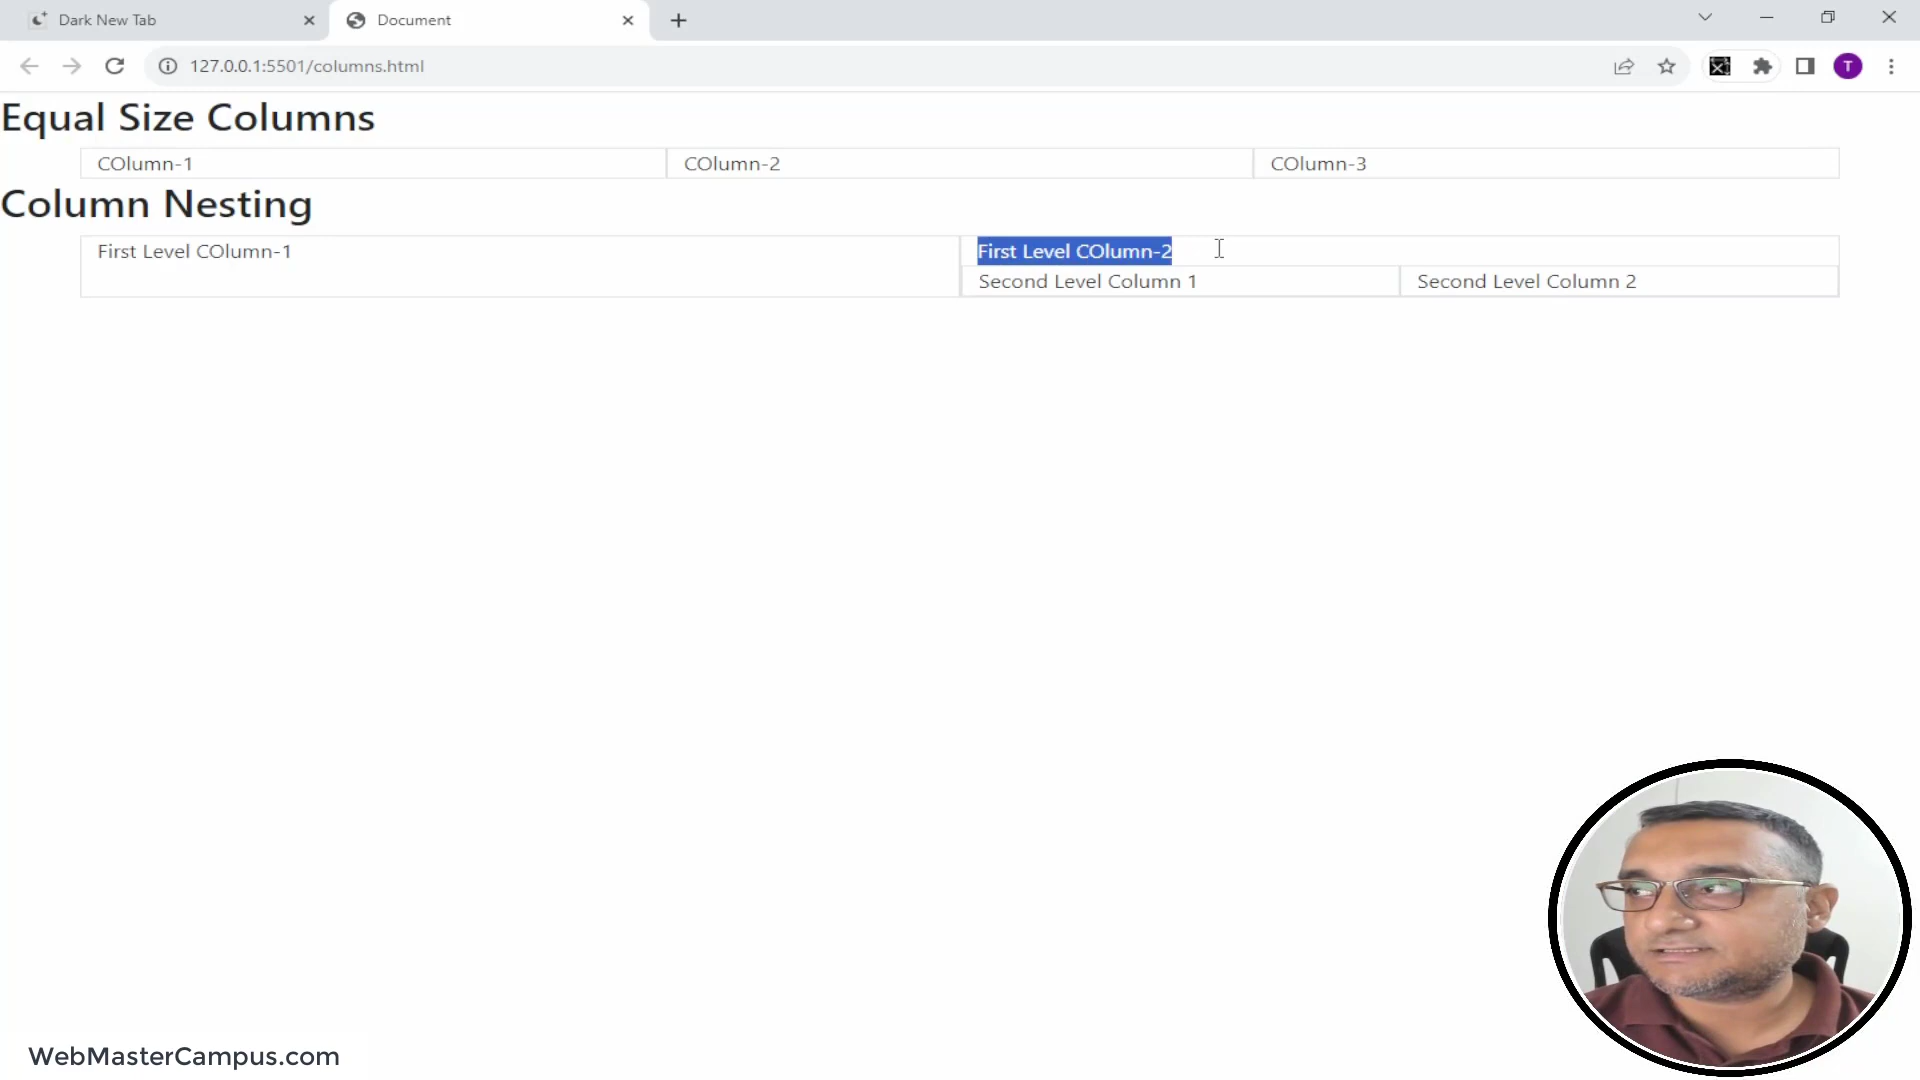 Dark New Tab
Document
127.0.0.1:5501/columns.html
T
Equal Size Columns
COlumn-1 COlumn-2 COlumn-3
Column Nesting
First Level COlumn-1 First Level COlumn-2
Second Level Column 1 Second Level Column 2
WebMasterCampus.com